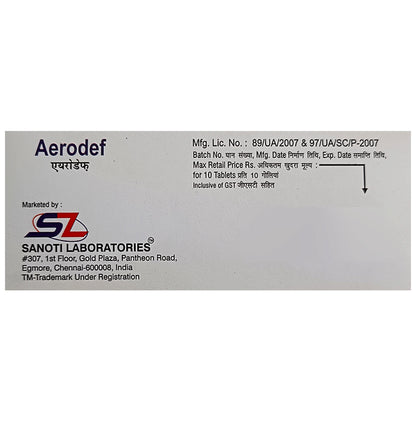 Aerodef
एयरोडेफ़
Mfg. Lic. No. : 89/UA/2007 & 97/UA/SC/P-2007
Batch No. घान संख्या, Mfg. Date निर्माण तिथि, Exp. Date समाप्ति तिथि,
Max Retail Price Rs. अधिकतम खुदरा मूल्य :
for 10 Tablets प्रति 10 गोलियां
Inclusive of GST जीएसटी सहित
Marketed by :
SZ
SANOTI LABORATORIES TM
#307, 1st Floor, Gold Plaza, Pantheon Road,
Egmore, Chennai-600008, India
TM-Trademark Under Registration